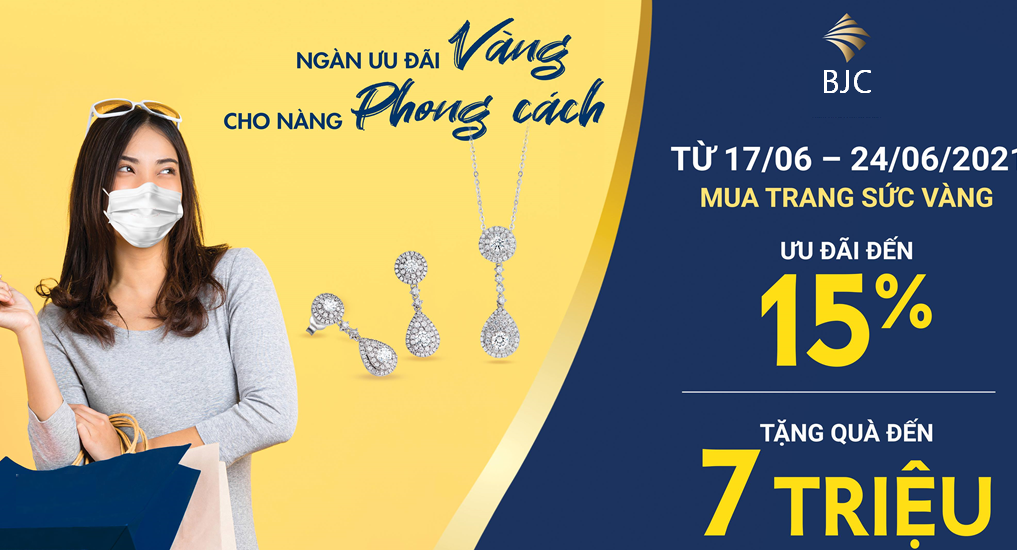 NGÀN ƯU ĐÃI Vàng
CHO NÀNG Phong cách
BJC
TỪ 17/06 – 24/06/2021
MUA TRANG SỨC VÀNG
ƯU ĐÃI ĐẾN
15%
TẶNG QUÀ ĐẾN
7 TRIỆU